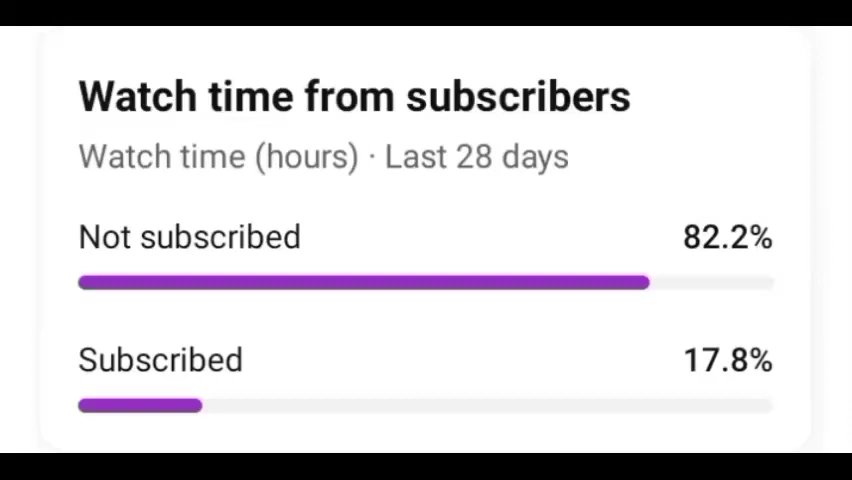 Watch time from subscribers
Watch time (hours) · Last 28 days
Not subscribed 82.2%
Subscribed 17.8%